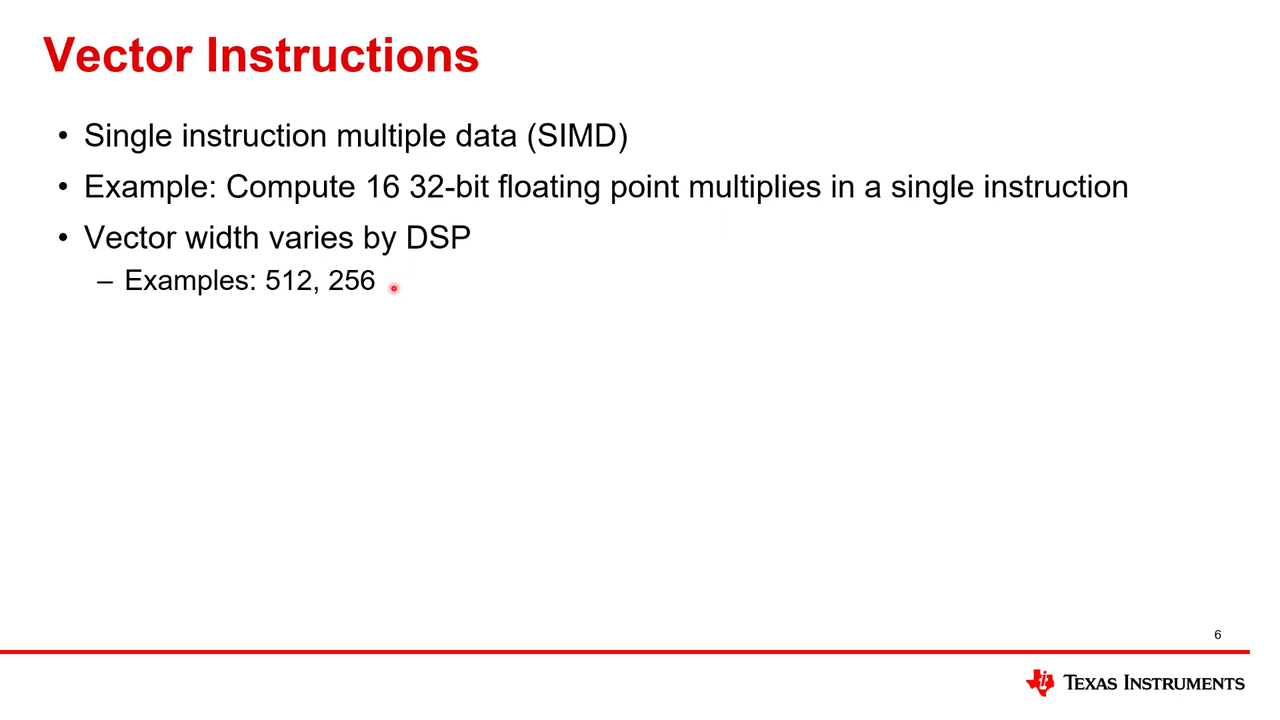 Vector Instructions
• Single instruction multiple data (SIMD)
• Example: Compute 16 32-bit floating point multiplies in a single instruction
• Vector width varies by DSP
– Examples: 512, 256
6
TEXAS INSTRUMENTS